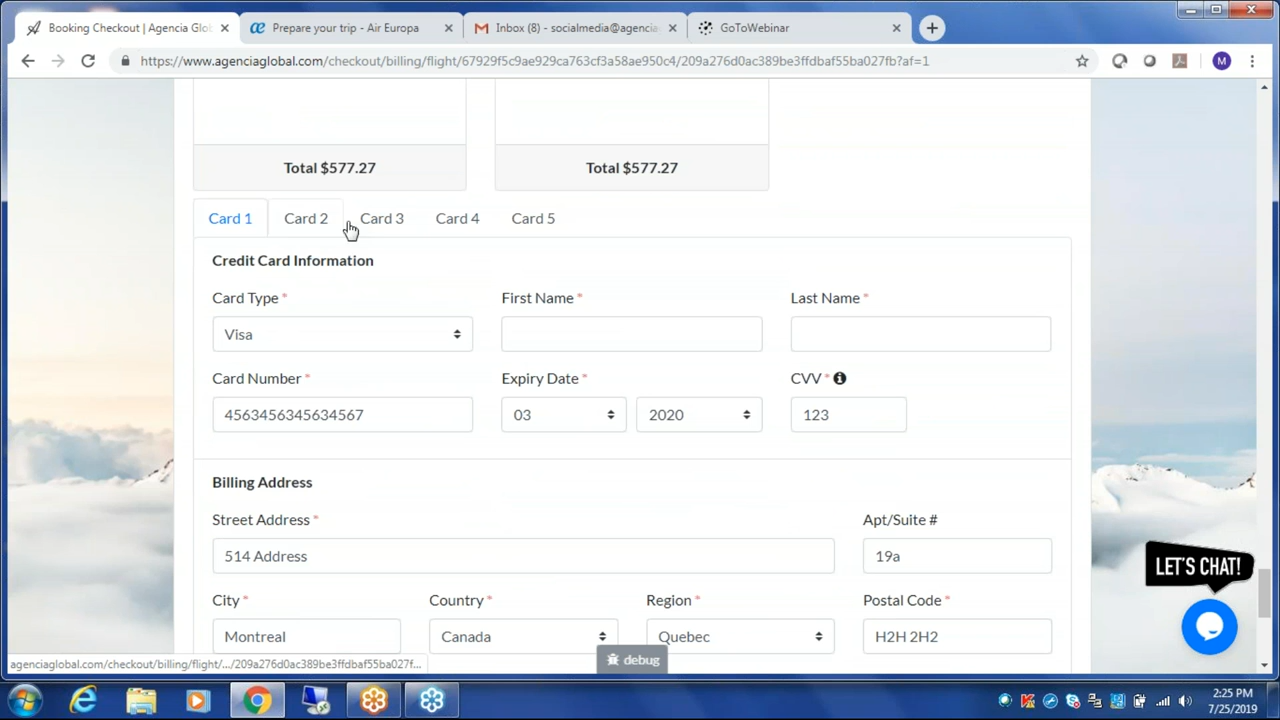 Booking Checkout | Agencia Glob
Prepare your trip - Air Europa
Inbox (8) - socialmedia@agencia
GoToWebinar
https://www.agenciaglobal.com/checkout/billing/flight/67929f5c9ae929ca763cf3a58ae950c4/209a276d0ac389be3ffdbaf55ba027fb?af=1
M
Total $577.27
Total $577.27
Card 1
Card 2
Card 3
Card 4
Card 5
Credit Card Information
Card Type *
First Name *
Last Name *
Visa
Card Number *
Expiry Date *
CVV *
4563456345634567
03
2020
123
Billing Address
Street Address *
Apt/Suite #
514 Address
19a
LET'S CHAT!
City *
Country *
Region *
Postal Code *
Montreal
Canada
Quebec
H2H 2H2
debug
agenciaglobal.com/checkout/billing/flight/.../209a276d0ac389be3ffdbaf55ba027f...
2:25 PM
7/25/2019